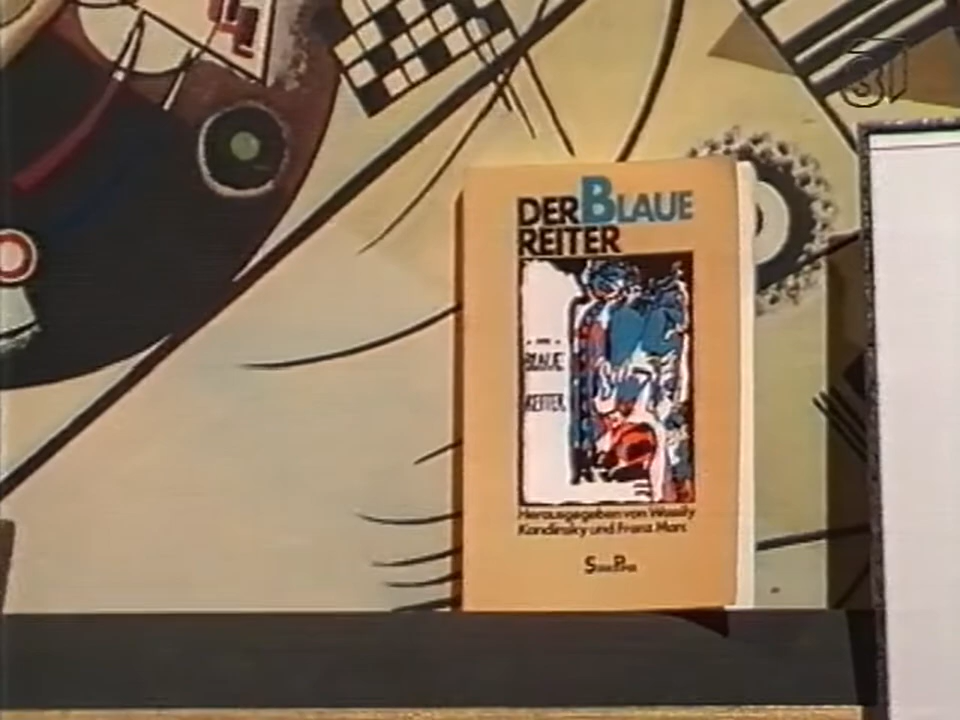 DER BLAUE
REITER
BLAUE
REITER
Herausgegeben von Wassily
Kandinsky und Franz Marc